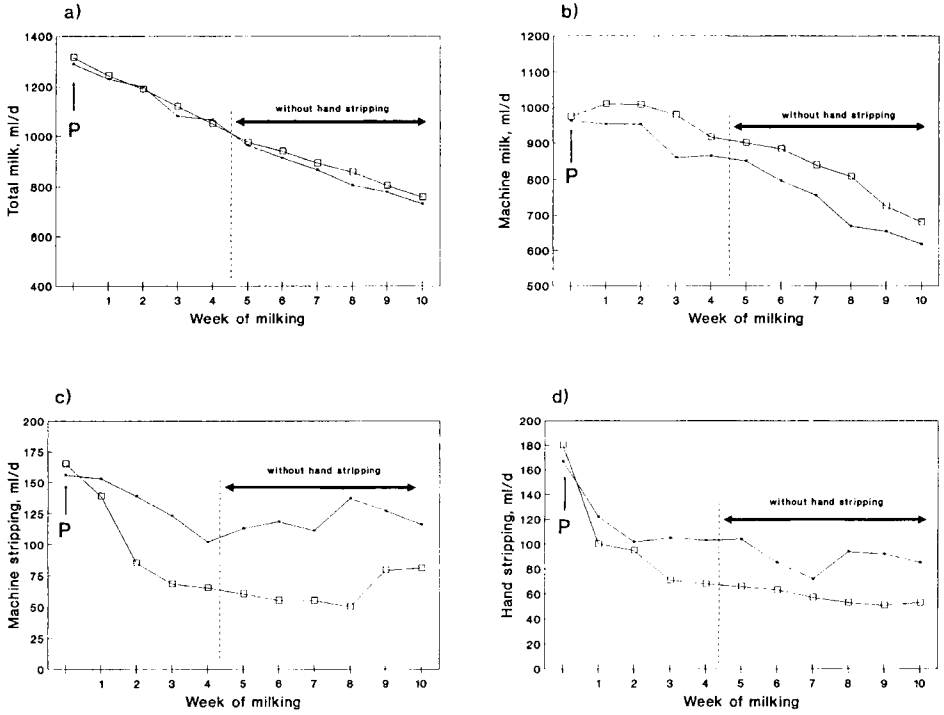 a)
Total milk, ml/d
1400
1200
1000
800
600
400
P
without hand stripping
1 2 3 4 5 6 7 8 9 10
Week of milking
b)
Machine milk, ml/d
1200
1100
1000
900
800
700
600
500
P
without hand stripping
1 2 3 4 5 6 7 8 9 10
Week of milking
c)
Machine stripping, ml/d
200
175
150
125
100
75
50
25
0
P
without hand stripping
1 2 3 4 5 6 7 8 9 10
Week of milking
d)
Hand stripping, ml/d
200
180
160
140
120
100
80
60
40
20
0
P
without hand stripping
1 2 3 4 5 6 7 8 9 10
Week of milking